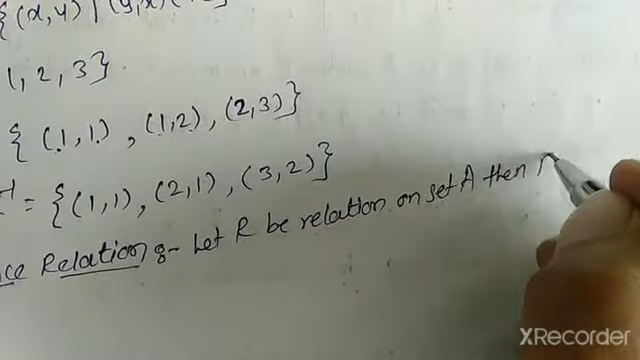 {(x,y) | (y,x)
1, 2, 3}
{(1,1), (1,2), (2,3)}
= {(1,1), (2,1), (3,2)}
Relation :- Let R be relation on set A then
XRecorder